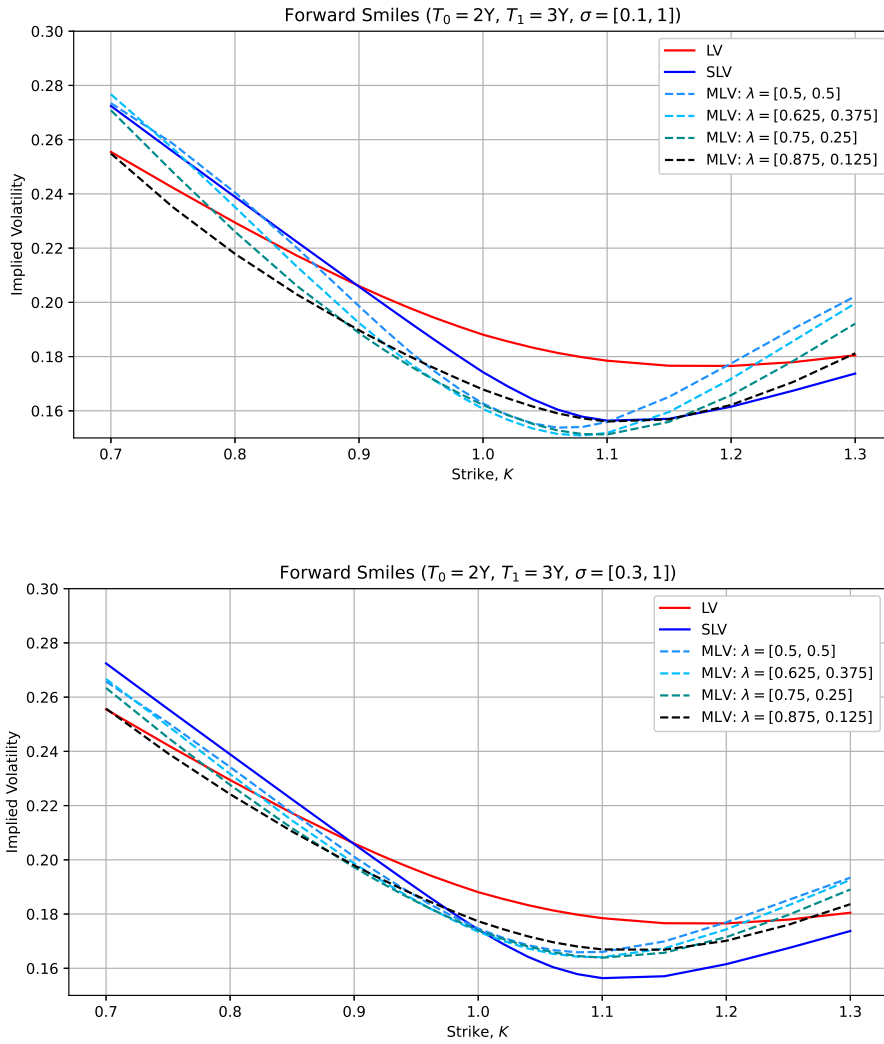 Forward Smiles (T₀ = 2Y, T₁ = 3Y, σ = [0.1, 1])
0.30
0.28
0.26
0.24
0.22
0.20
0.18
0.16
Implied Volatility
LV
SLV
MLV: λ = [0.5, 0.5]
MLV: λ = [0.625, 0.375]
MLV: λ = [0.75, 0.25]
MLV: λ = [0.875, 0.125]
0.7 0.8 0.9 1.0 1.1 1.2 1.3
Strike, K
Forward Smiles (T₀ = 2Y, T₁ = 3Y, σ = [0.3, 1])
0.30
0.28
0.26
0.24
0.22
0.20
0.18
0.16
Implied Volatility
LV
SLV
MLV: λ = [0.5, 0.5]
MLV: λ = [0.625, 0.375]
MLV: λ = [0.75, 0.25]
MLV: λ = [0.875, 0.125]
0.7 0.8 0.9 1.0 1.1 1.2 1.3
Strike, K